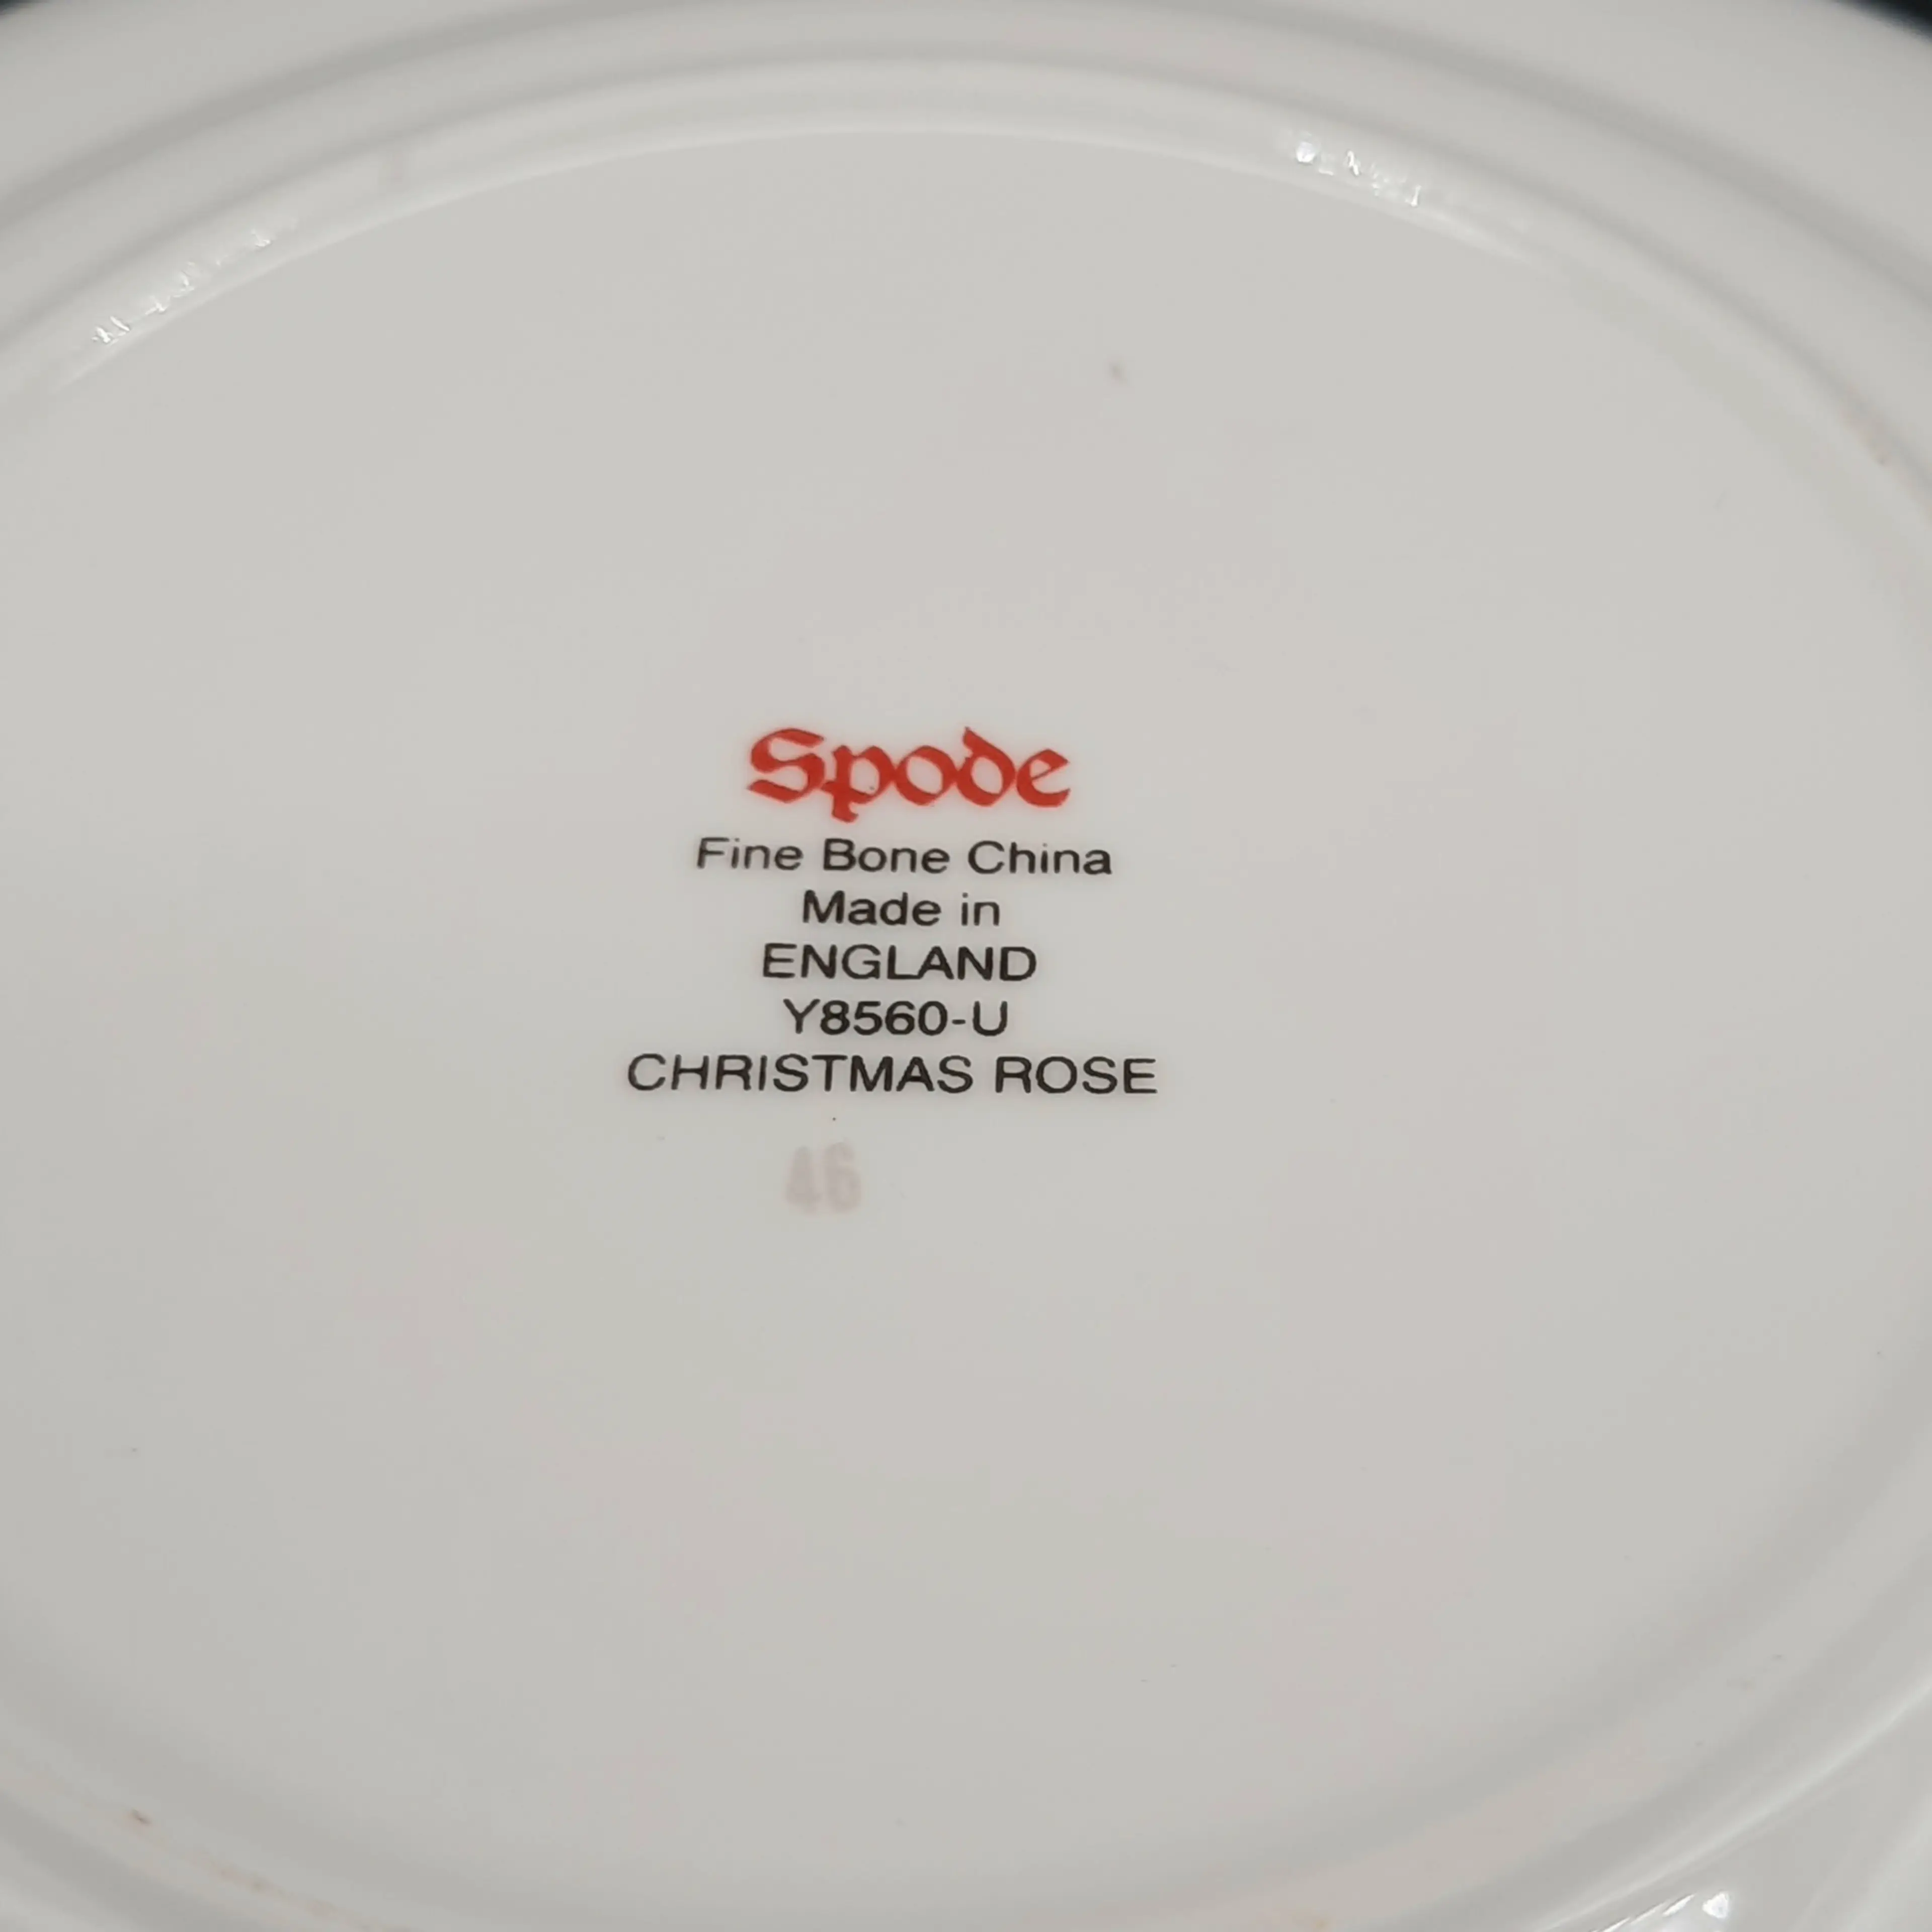 Spode
Fine Bone China
Made in
ENGLAND
Y8560-U
CHRISTMAS ROSE
46